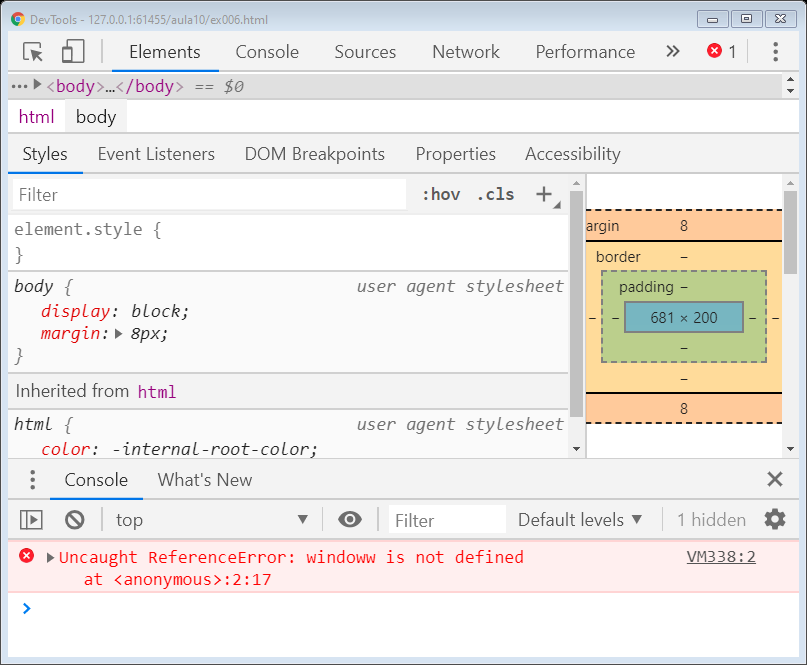 DevTools - 127.0.0.1:61455/aula10/ex006.html
Elements Console Sources Network Performance » 1
... <body>…</body> == $0
html body
Styles Event Listeners DOM Breakpoints Properties Accessibility
Filter :hov .cls +
element.style {
}
body { user agent stylesheet
display: block;
margin: 8px;
}
Inherited from html
html { user agent stylesheet
color: -internal-root-color;
argin 8
border –
padding –
– – 681 × 200 – –
–
–
8
Console What's New
top Filter Default levels 1 hidden
Uncaught ReferenceError: windoww is not defined VM338:2
at <anonymous>:2:17